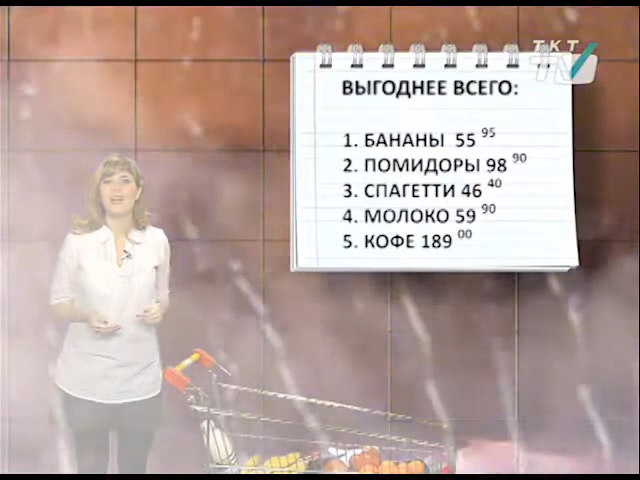 ТКТ
TV
ВЫГОДНЕЕ ВСЕГО:
1. БАНАНЫ 55 95
2. ПОМИДОРЫ 98 90
3. СПАГЕТТИ 46 40
4. МОЛОКО 59 90
5. КОФЕ 189 00